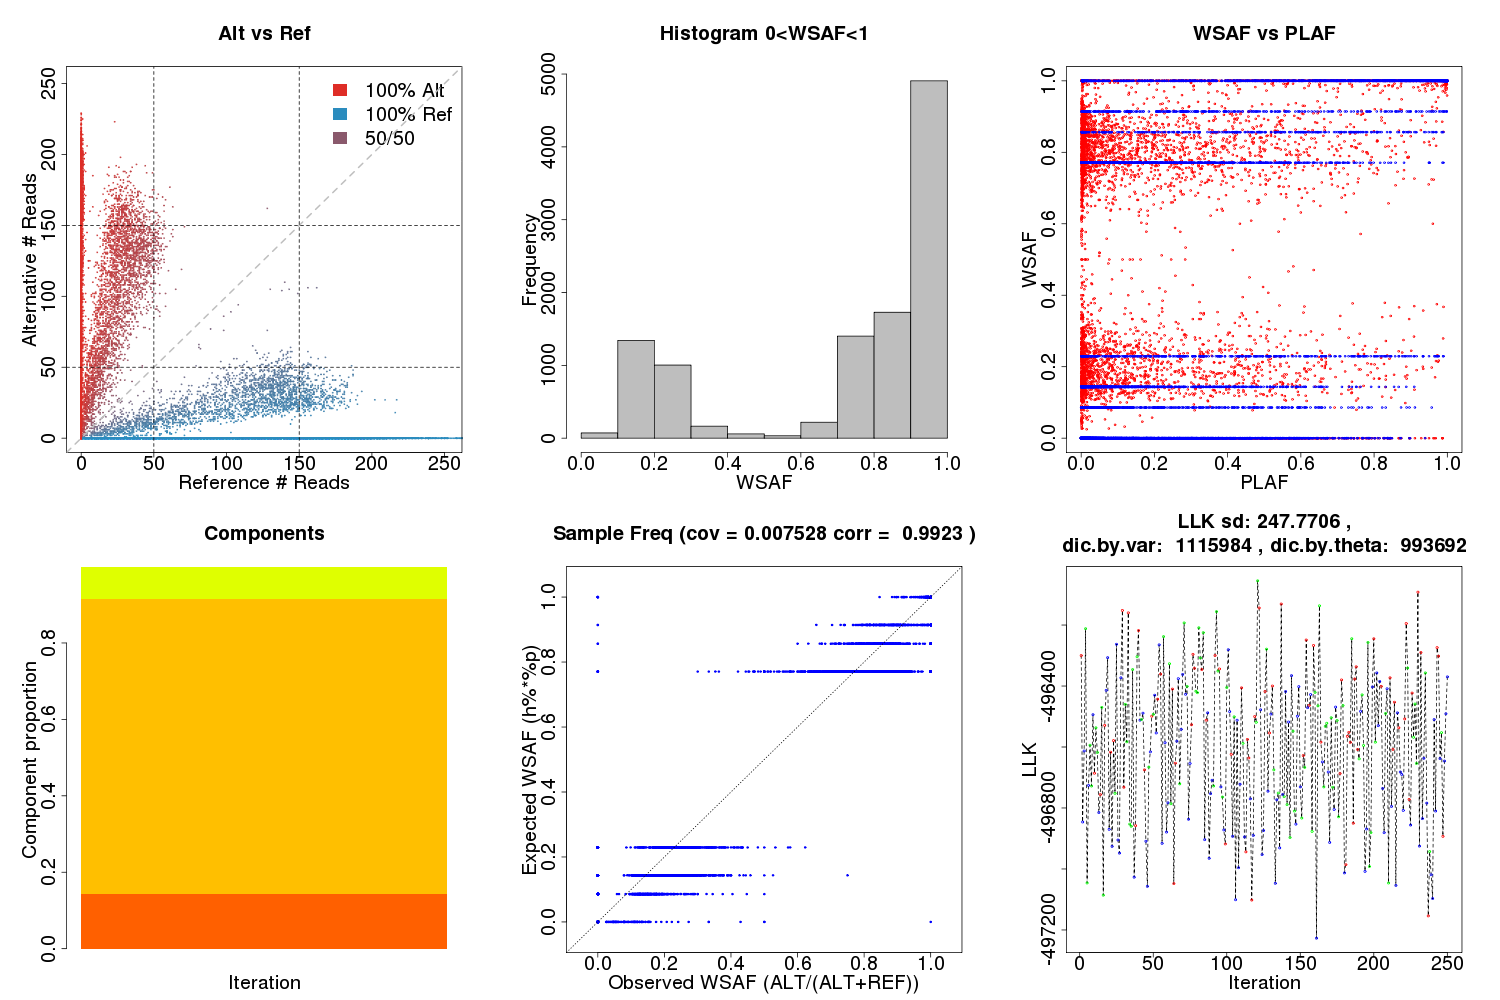 Alt vs Ref
250
200
150
100
50
0
Alternative # Reads
100% Alt
100% Ref
50/50
0 50 100 150 200 250
Reference # Reads
Histogram 0<WSAF<1
5000
4000
3000
2000
1000
0
Frequency
0.0 0.2 0.4 0.6 0.8 1.0
WSAF
WSAF vs PLAF
1.0
0.8
0.6
0.4
0.2
0.0
WSAF
0.0 0.2 0.4 0.6 0.8 1.0
PLAF
Components
0.8
0.6
0.4
0.2
0.0
Component proportion
Iteration
Sample Freq (cov = 0.007528 corr = 0.9923 )
1.0
0.8
0.6
0.4
0.2
0.0
Expected WSAF (h%*%p)
0.0 0.2 0.4 0.6 0.8 1.0
Observed WSAF (ALT/(ALT+REF))
LLK sd: 247.7706 ,
dic.by.var: 1115984 , dic.by.theta: 993692
-496400
-496800
-497200
LLK
0 50 100 150 200 250
Iteration